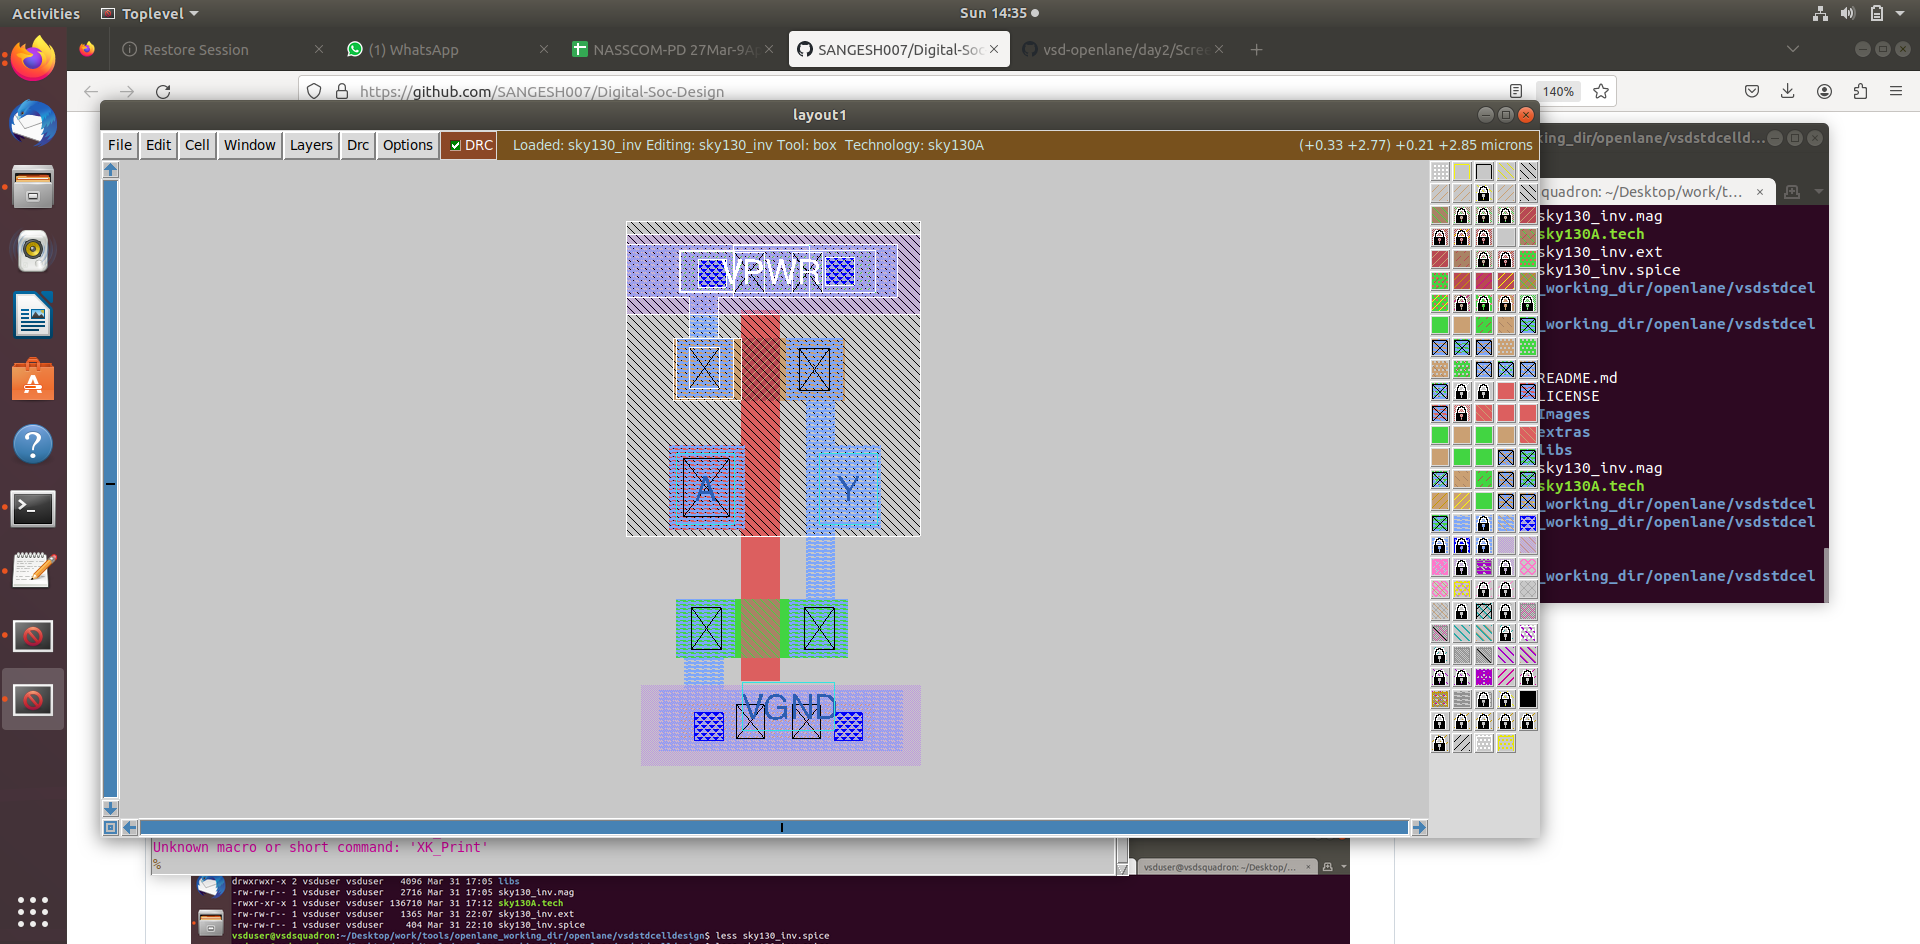 Activities
Toplevel
Sun 14:35
Restore Session
(1) WhatsApp
NASSCOM-PD 27Mar-9A
SANGESH007/Digital-Soc
vsd-openlane/day2/Scree
https://github.com/SANGESH007/Digital-Soc-Design
140%
layout1
File
Edit
Cell
Window
Layers
Drc
Options
DRC
Loaded: sky130_inv Editing: sky130_inv Tool: box Technology: sky130A
(+0.33 +2.77) +0.21 +2.85 microns
VPWR
A
Y
VGND
king_dir/openlane/vsdstdcelld...
squadron: ~/Desktop/work/t...
sky130_inv.mag
sky130A.tech
sky130_inv.ext
sky130_inv.spice
_working_dir/openlane/vsdstdcel
_working_dir/openlane/vsdstdcel
README.md
LICENSE
Images
extras
libs
sky130_inv.mag
sky130A.tech
_working_dir/openlane/vsdstdcel
_working_dir/openlane/vsdstdcel
_working_dir/openlane/vsdstdcel
Unknown macro or short command: 'XK_Print'
%
vsduser@vsdsquadron: ~/Desktop/...
drwxrwxr-x 2 vsduser vsduser 4096 Mar 31 17:05 libs
-rw-rw-r-- 1 vsduser vsduser 2716 Mar 31 17:05 sky130_inv.mag
-rwxr-xr-x 1 vsduser vsduser 136710 Mar 31 17:12 sky130A.tech
-rw-rw-r-- 1 vsduser vsduser 1365 Mar 31 22:07 sky130_inv.ext
-rw-rw-r-- 1 vsduser vsduser 404 Mar 31 22:10 sky130_inv.spice
vsduser@vsdsquadron:~/Desktop/work/tools/openlane_working_dir/openlane/vsdstdcelldesign$ less sky130_inv.spice